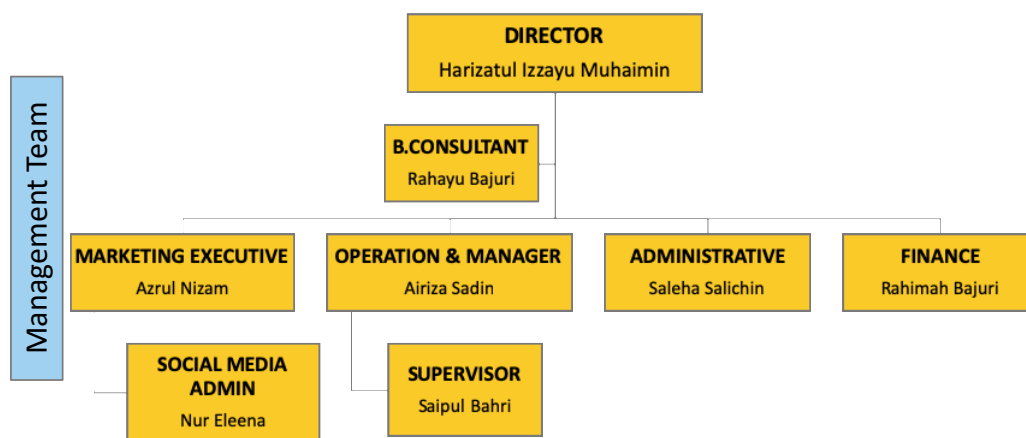 Management Team
DIRECTOR
Harizatul Izzayu Muhaimin
B.CONSULTANT
Rahayu Bajuri
MARKETING EXECUTIVE
Azrul Nizam
OPERATION & MANAGER
Airiza Sadin
ADMINISTRATIVE
Saleha Salichin
FINANCE
Rahimah Bajuri
SOCIAL MEDIA
ADMIN
Nur Eleena
SUPERVISOR
Saipul Bahri